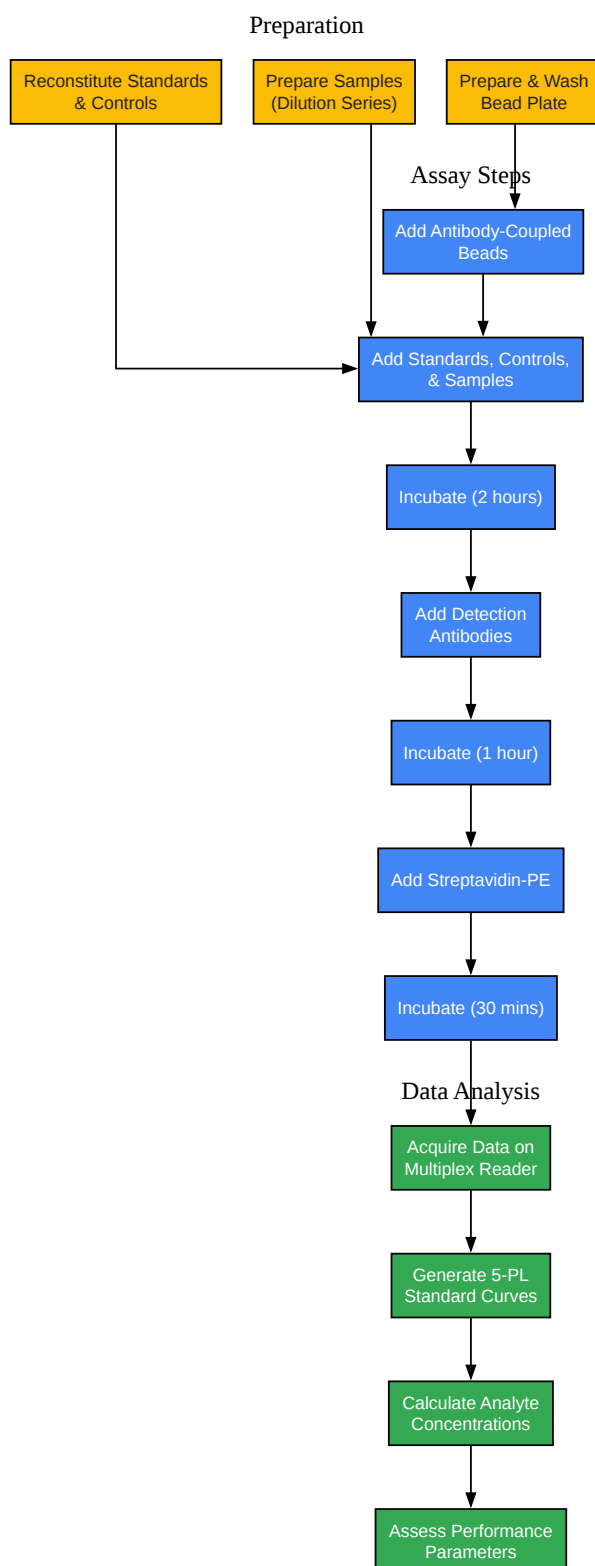 Preparation
Reconstitute Standards
& Controls
Prepare Samples
(Dilution Series)
Prepare & Wash
Bead Plate
Assay Steps
Add Antibody-Coupled
Beads
Add Standards, Controls,
& Samples
Incubate (2 hours)
Add Detection
Antibodies
Incubate (1 hour)
Add Streptavidin-PE
Incubate (30 mins)
Data Analysis
Acquire Data on
Multiplex Reader
Generate 5-PL
Standard Curves
Calculate Analyte
Concentrations
Assess Performance
Parameters